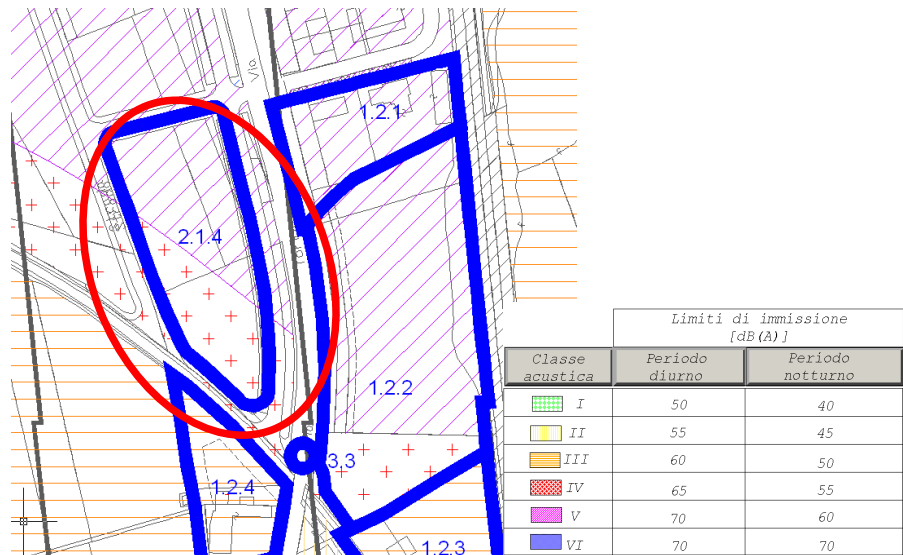 Vle.
1.2.1
2.1.4
1.2.2
3,3
1.2.4
1.2.3
Limiti di immissione
[dB(A)]
Classe acustica Periodo diurno Periodo notturno
I 50 40
II 55 45
III 60 50
IV 65 55
V 70 60
VI 70 70